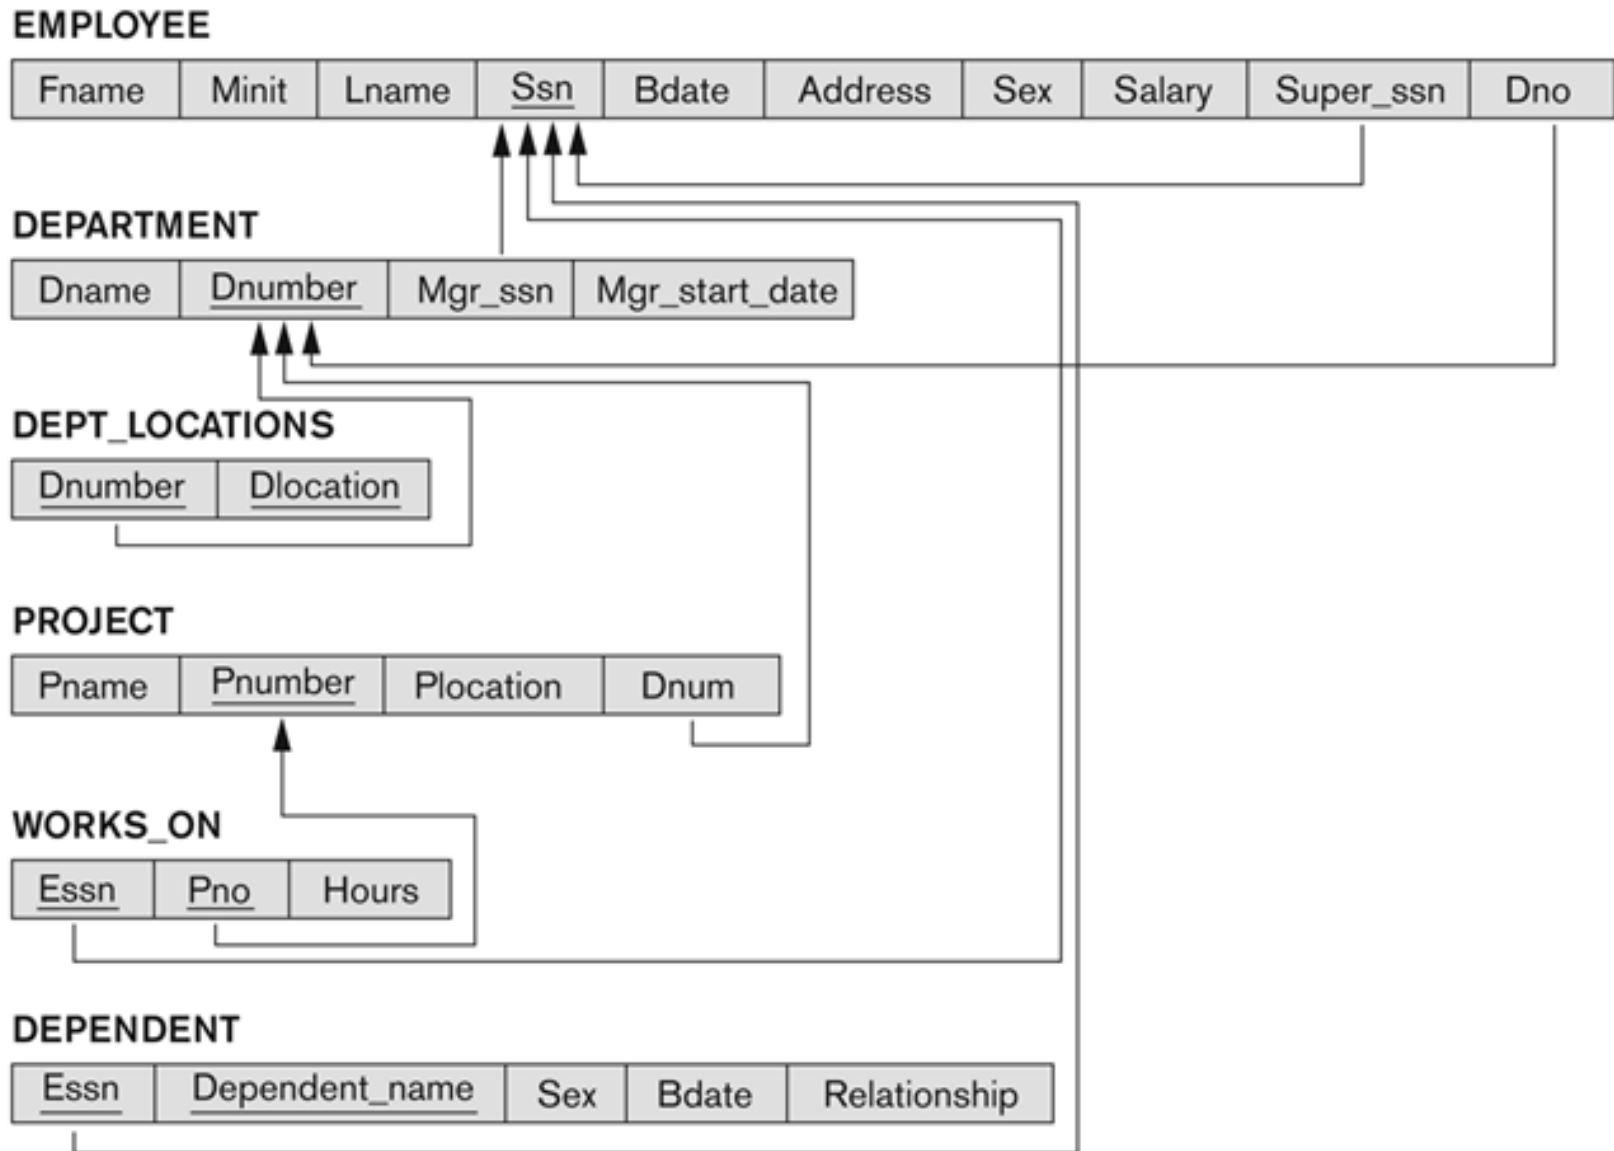 EMPLOYEE
Fname Minit Lname Ssn Bdate Address Sex Salary Super_ssn Dno
DEPARTMENT
Dname Dnumber Mgr_ssn Mgr_start_date
DEPT_LOCATIONS
Dnumber Dlocation
PROJECT
Pname Pnumber Plocation Dnum
WORKS_ON
Essn Pno Hours
DEPENDENT
Essn Dependent_name Sex Bdate Relationship